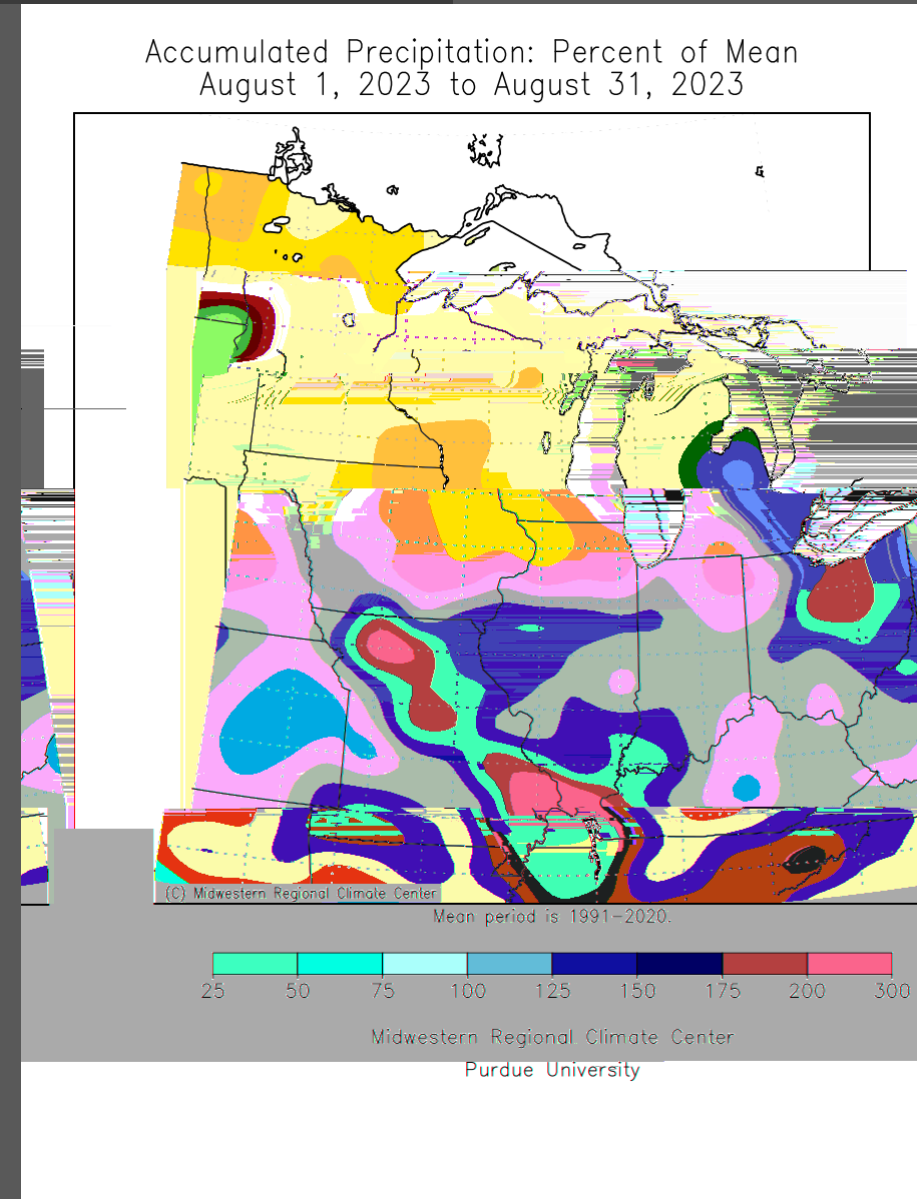 Accumulated Precipitation: Percent of Mean
August 1, 2023 to August 31, 2023
(C) Midwestern Regional Climate Center
Mean period is 1991-2020.
25 50 75 100 125 150 175 200 300
Midwestern Regional Climate Center
Purdue University